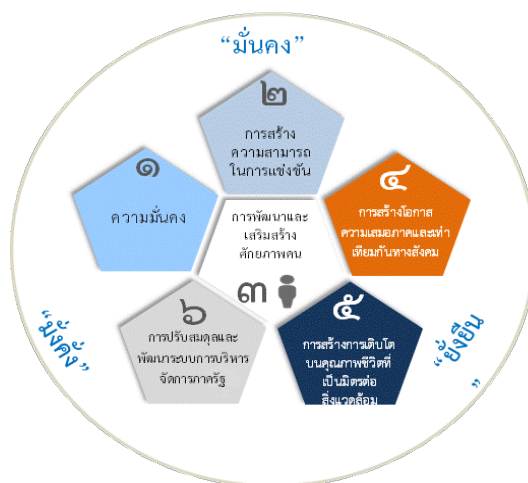 “มั่นคง”
๒
การสร้าง
ความสามารถ
ในการแข่งขัน
๑
ความมั่นคง
การพัฒนาและ
เสริมสร้าง
ศักยภาพคน
๓
๔
การสร้างโอกาส
ความเสมอภาคและเท่า
เทียมกันทางสังคม
๖
การปรับสมดุลและ
พัฒนาระบบการบริหาร
จัดการภาครัฐ
๕
การสร้างการเติบโต
บนคุณภาพชีวิตที่
เป็นมิตรต่อ
สิ่งแวดล้อม
“มั่งคั่ง”
“ยั่งยืน
”